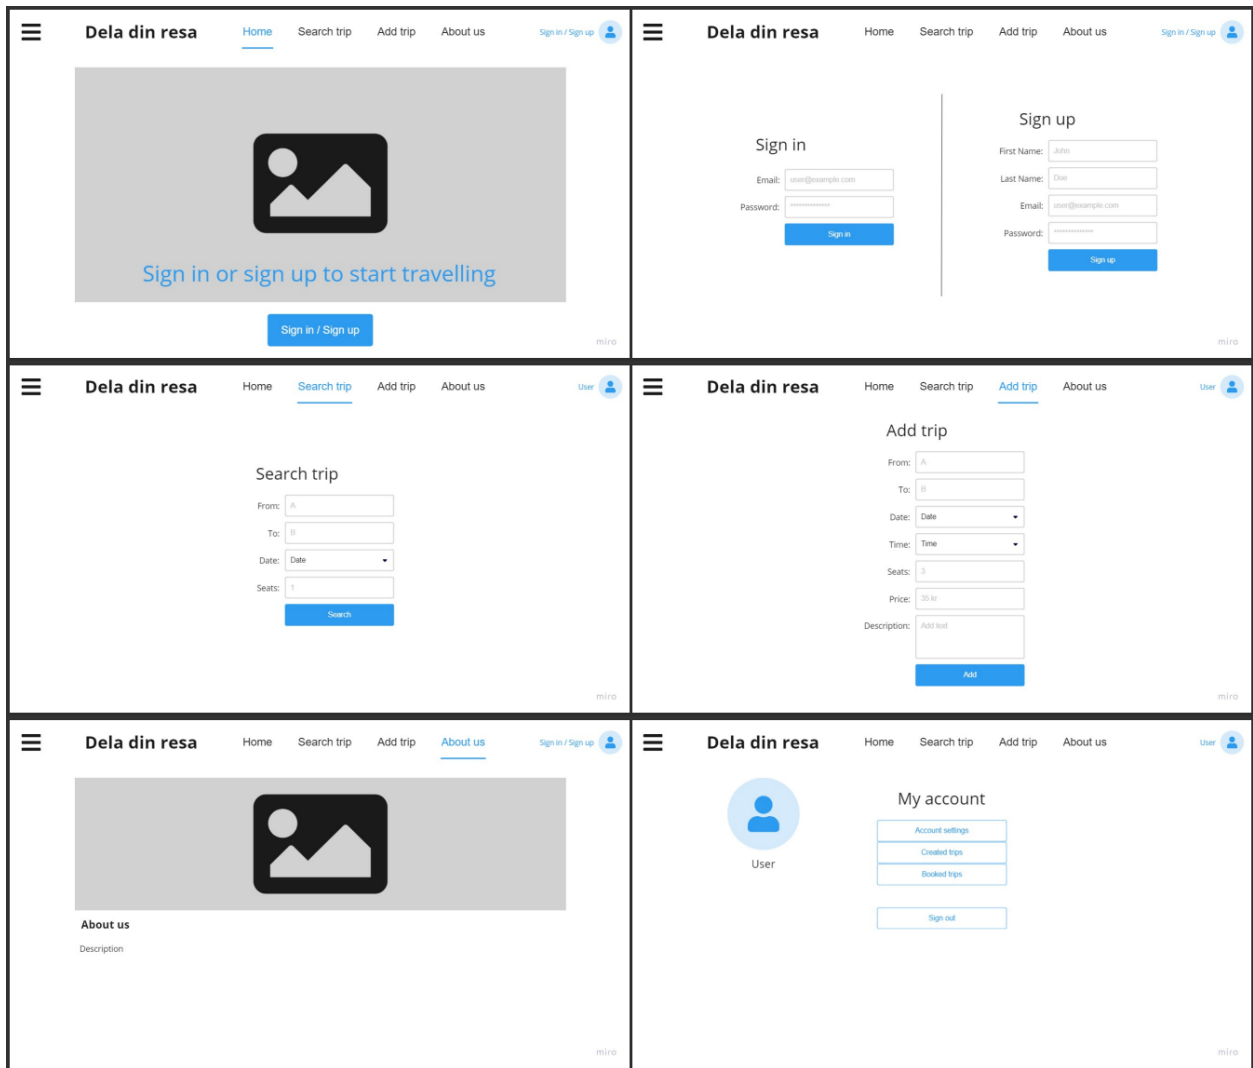 Dela din resa Home Search trip Add trip About us Sign in / Sign up
Sign in or sign up to start travelling
Sign in / Sign up
miro
Dela din resa Home Search trip Add trip About us Sign in / Sign up
Sign in
Email: user@example.com
Password: **************
Sign in
Sign up
First Name: John
Last Name: Doe
Email: user@example.com
Password: **************
Sign up
miro
Dela din resa Home Search trip Add trip About us User
Search trip
From: A
To: B
Date: Date
Seats: 1
Search
miro
Dela din resa Home Search trip Add trip About us User
Add trip
From: A
To: B
Date: Date
Time: Time
Seats: 3
Price: 35 kr
Description: Add text
Add
miro
Dela din resa Home Search trip Add trip About us Sign in / Sign up
About us
Description
miro
Dela din resa Home Search trip Add trip About us User
User
My account
Account settings
Created trips
Booked trips
Sign out
miro